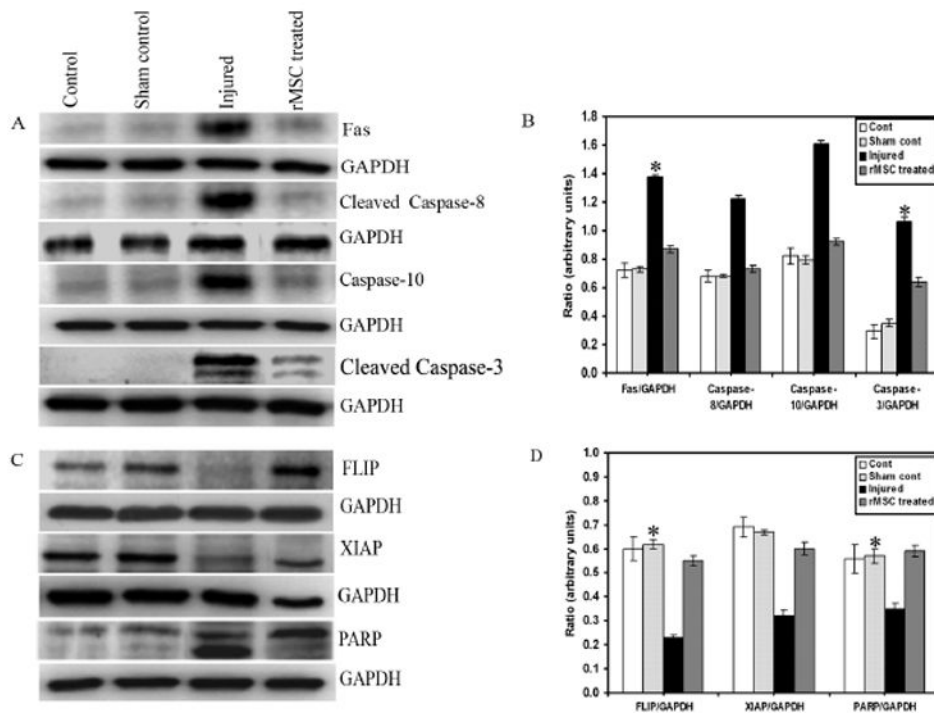 Control
Sham control
Injured
rMSC treated
A
Fas
GAPDH
Cleaved Caspase-8
GAPDH
Caspase-10
GAPDH
Cleaved Caspase-3
GAPDH
B
Ratio (arbitrary units)
1.8
1.6
1.4
1.2
1.0
0.8
0.6
0.4
0.2
0.0
Cont
Sham cont
Injured
rMSC treated
*
*
Fas/GAPDH
Caspase-
8/GAPDH
Caspase-
10/GAPDH
Caspase-
3/GAPDH
C
FLIP
GAPDH
XIAP
GAPDH
PARP
GAPDH
D
Ratio (arbitrary units)
1.0
0.9
0.8
0.7
0.6
0.5
0.4
0.3
0.2
0.1
0.0
Cont
Sham cont
Injured
rMSC treated
*
*
FLIP/GAPDH
XIAP/GAPDH
PARP/GAPDH